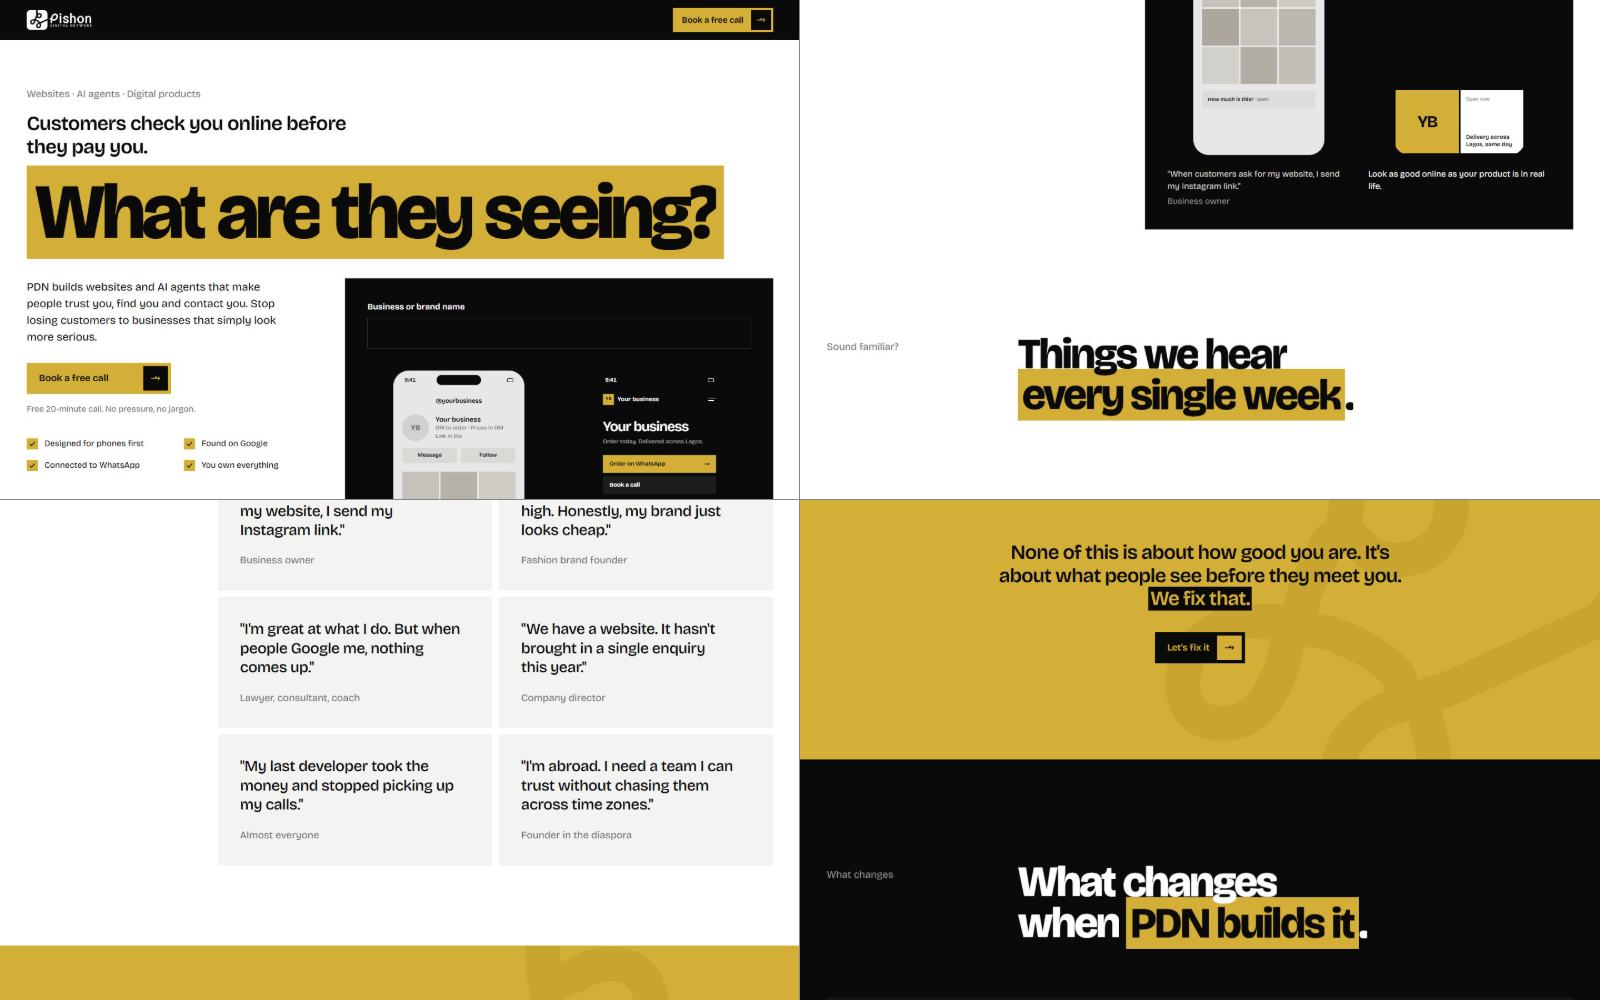 Pishon
DIGITAL NETWORK
Book a free call
Websites · AI agents · Digital products
Customers check you online before
they pay you.
What are they seeing?
PDN builds websites and AI agents that make
people trust you, find you and contact you. Stop
losing customers to businesses that simply look
more serious.
Book a free call
Free 20-minute call. No pressure, no jargon.
Designed for phones first
Found on Google
Connected to WhatsApp
You own everything
Business or brand name
9:41
@yourbusiness
YB
Your business
DM to order · Prices in DM
Link in bio
Message
Follow
9:41
YB
Your business
Your business
Order today. Delivered across Lagos.
Order on WhatsApp
Book a call
How much is this? · seen
"When customers ask for my website, I send
my Instagram link."
Business owner
YB
Open now
Delivery across
Lagos, same day
Look as good online as your product is in real
life.
Sound familiar?
Things we hear
every single week.
my website, I send my
Instagram link."
Business owner
high. Honestly, my brand just
looks cheap."
Fashion brand founder
"I'm great at what I do. But when
people Google me, nothing
comes up."
Lawyer, consultant, coach
"We have a website. It hasn't
brought in a single enquiry
this year."
Company director
"My last developer took the
money and stopped picking up
my calls."
Almost everyone
"I'm abroad. I need a team I can
trust without chasing them
across time zones."
Founder in the diaspora
None of this is about how good you are. It's
about what people see before they meet you.
We fix that.
Let's fix it
What changes
What changes
when PDN builds it.